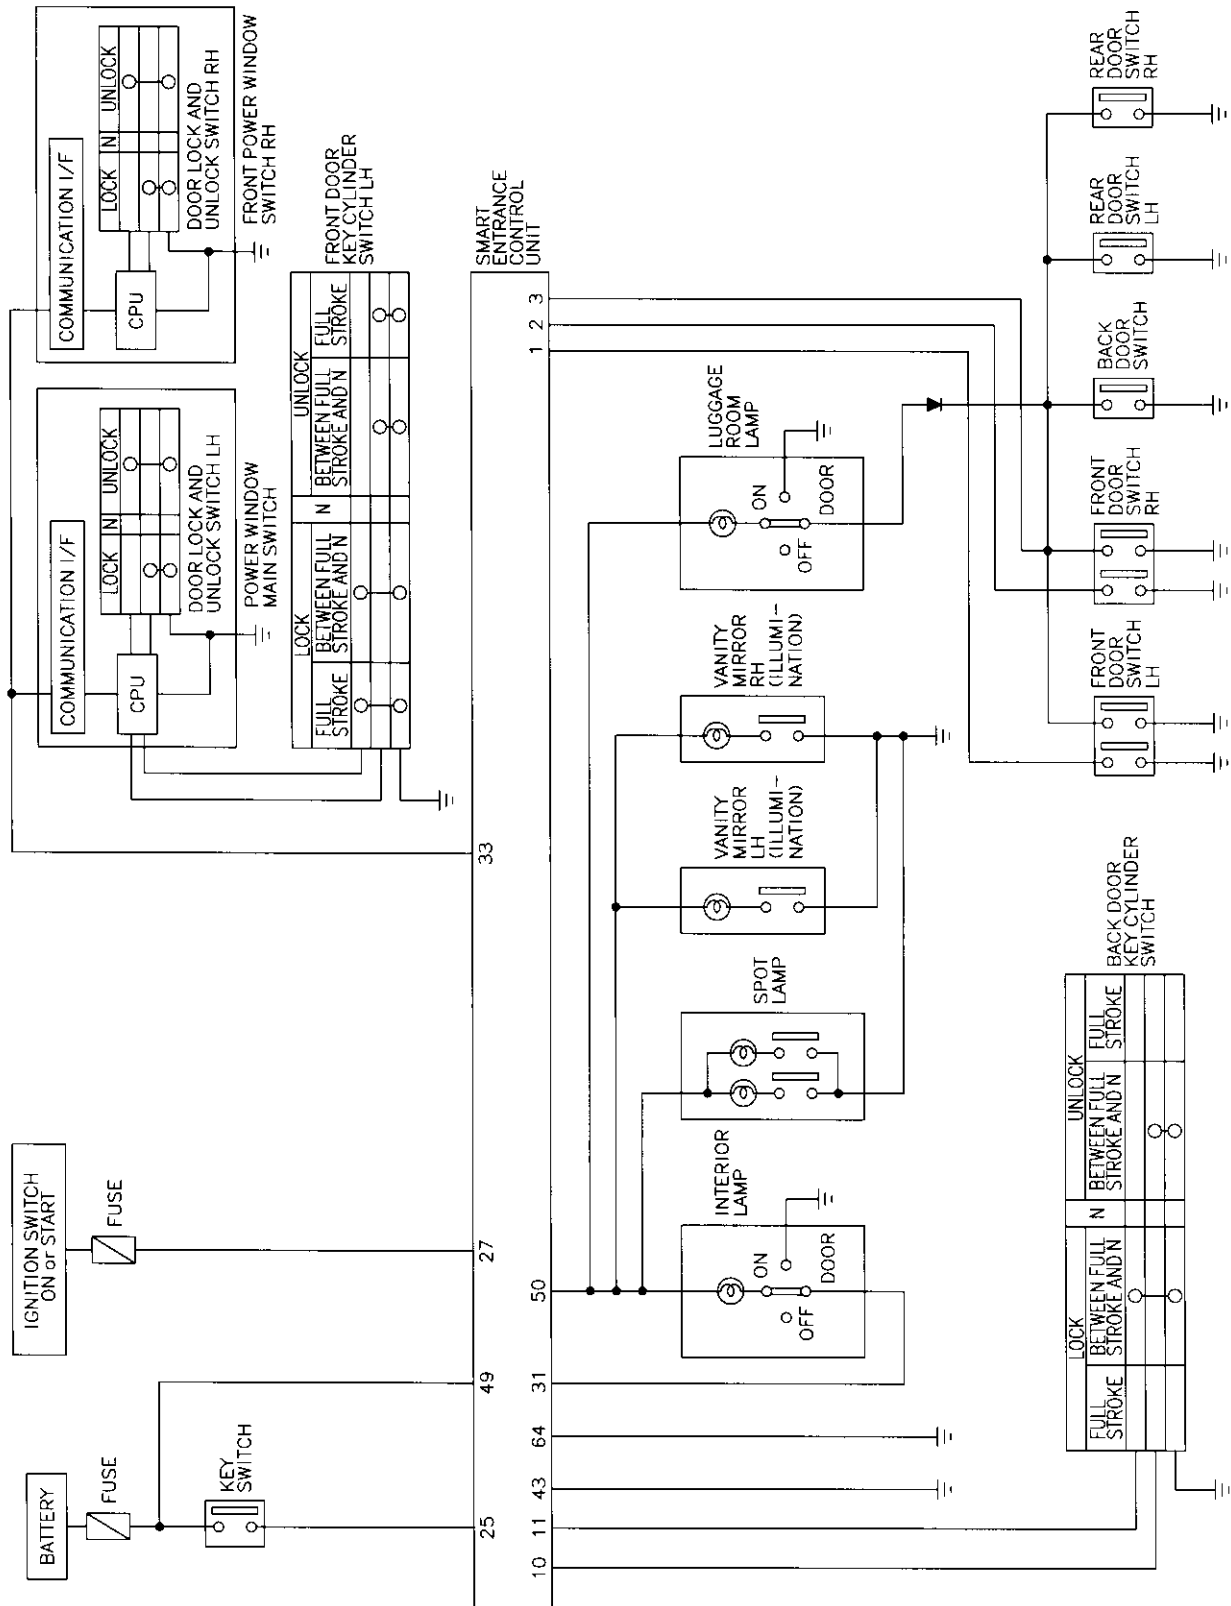 BATTERY
FUSE
KEY
SWITCH
IGNITION SWITCH
ON or START
FUSE
COMMUNICATION I/F
CPU
LOCK
N
UNLOCK
DOOR LOCK AND
UNLOCK SWITCH LH
POWER WINDOW
MAIN SWITCH
COMMUNICATION I/F
CPU
LOCK
N
UNLOCK
DOOR LOCK AND
UNLOCK SWITCH RH
FRONT POWER WINDOW
SWITCH RH
LOCK
N
UNLOCK
FULL
STROKE
BETWEEN FULL
STROKE AND N
BETWEEN FULL
STROKE AND N
FULL
STROKE
FRONT DOOR
KEY CYLINDER
SWITCH LH
25
49
27
33
SMART
ENTRANCE
CONTROL
UNIT
10
11
43
64
31
50
1
2
3
INTERIOR
LAMP
ON
OFF
DOOR
SPOT
LAMP
VANITY
MIRROR
LH
(ILLUMI-
NATION)
VANITY
MIRROR
RH
(ILLUMI-
NATION)
LUGGAGE
ROOM
LAMP
ON
OFF
DOOR
LOCK
N
UNLOCK
FULL
STROKE
BETWEEN FULL
STROKE AND N
BETWEEN FULL
STROKE AND N
FULL
STROKE
BACK DOOR
KEY CYLINDER
SWITCH
FRONT
DOOR
SWITCH
LH
FRONT
DOOR
SWITCH
RH
BACK
DOOR
SWITCH
REAR
DOOR
SWITCH
LH
REAR
DOOR
SWITCH
RH